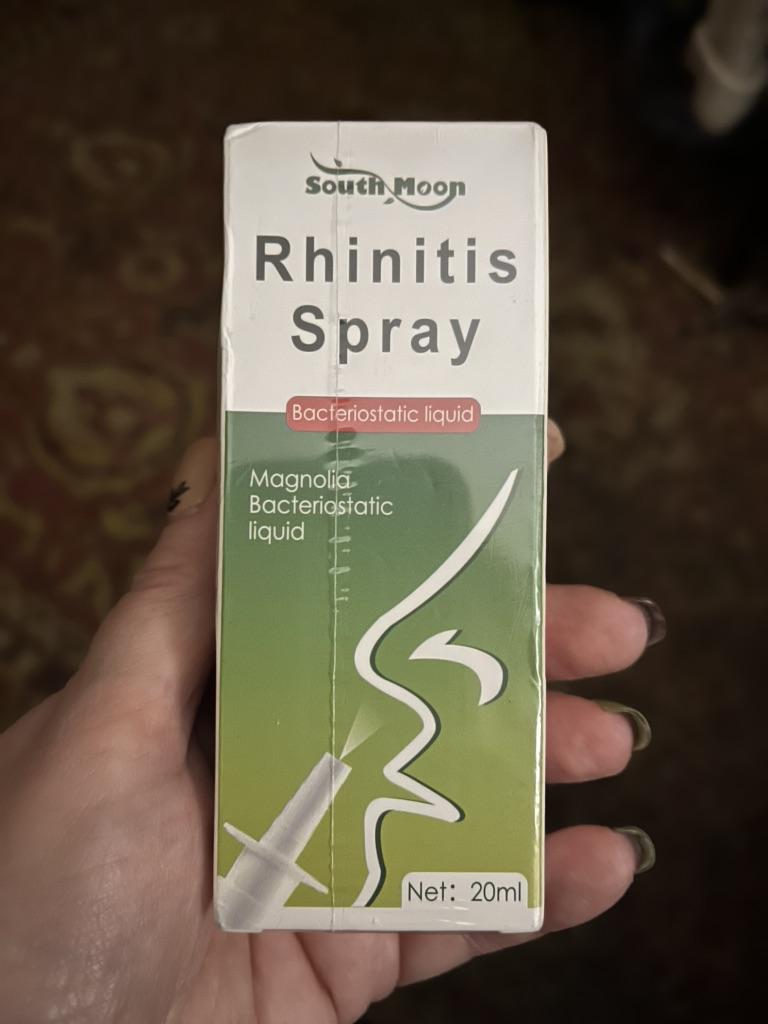 South Moon
Rhinitis
Spray
Bacteriostatic liquid
Magnolia
Bacteriostatic
liquid
Net: 20ml